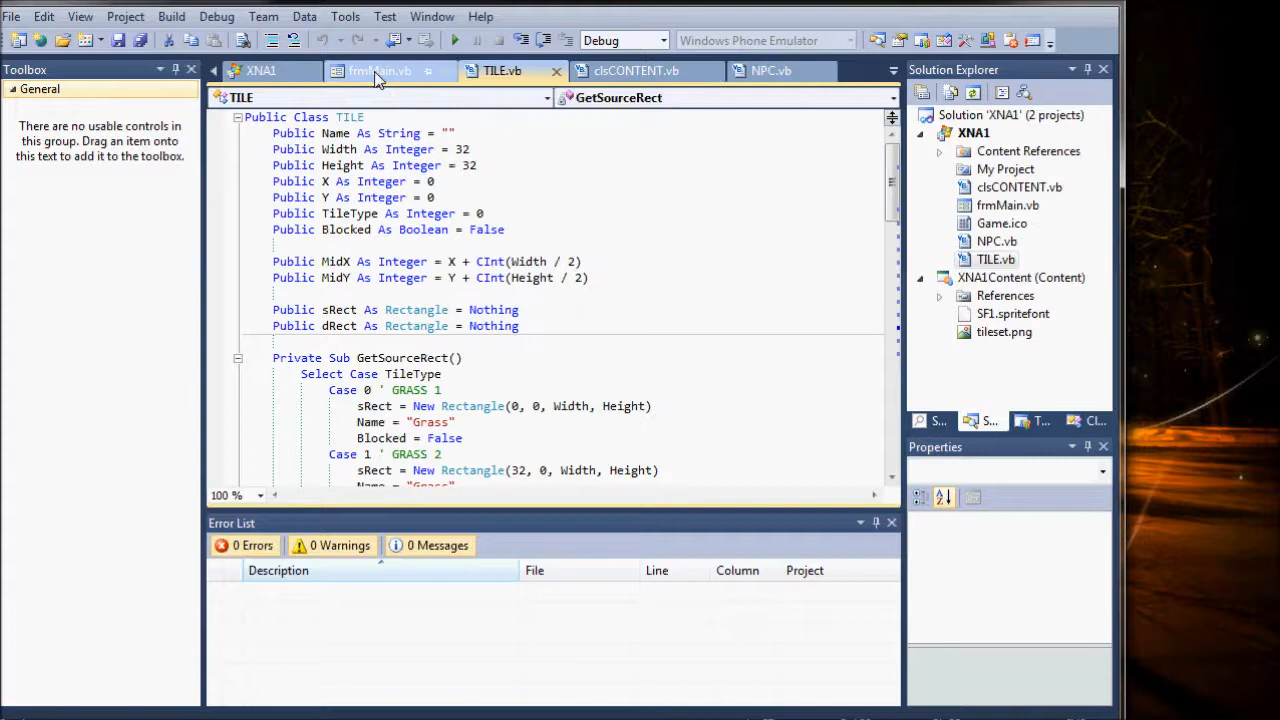 File Edit View Project Build Debug Team Data Tools Test Window Help
Debug Windows Phone Emulator
Toolbox
General
There are no usable controls in
this group. Drag an item onto
this text to add it to the toolbox.
XNA1 frmMain.vb TILE.vb clsCONTENT.vb NPC.vb
TILE GetSourceRect
Public Class TILE
Public Name As String = ""
Public Width As Integer = 32
Public Height As Integer = 32
Public X As Integer = 0
Public Y As Integer = 0
Public TileType As Integer = 0
Public Blocked As Boolean = False
Public MidX As Integer = X + CInt(Width / 2)
Public MidY As Integer = Y + CInt(Height / 2)
Public sRect As Rectangle = Nothing
Public dRect As Rectangle = Nothing
Private Sub GetSourceRect()
Select Case TileType
Case 0 ' GRASS 1
sRect = New Rectangle(0, 0, Width, Height)
Name = "Grass"
Blocked = False
Case 1 ' GRASS 2
sRect = New Rectangle(32, 0, Width, Height)
Name = "Grass"
100 %
Error List
0 Errors 0 Warnings 0 Messages
Description File Line Column Project
Solution Explorer
Solution 'XNA1' (2 projects)
XNA1
Content References
My Project
clsCONTENT.vb
frmMain.vb
Game.ico
NPC.vb
TILE.vb
XNA1Content (Content)
References
SF1.spritefont
tileset.png
S... S... T... Cl...
Properties